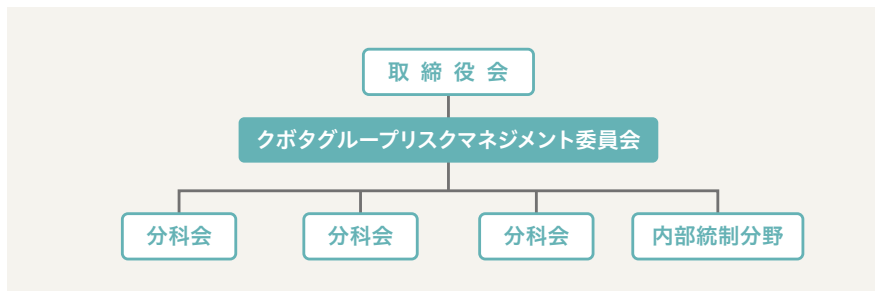 取締役会
クボタグループリスクマネジメント委員会
分科会
分科会
分科会
内部統制分野